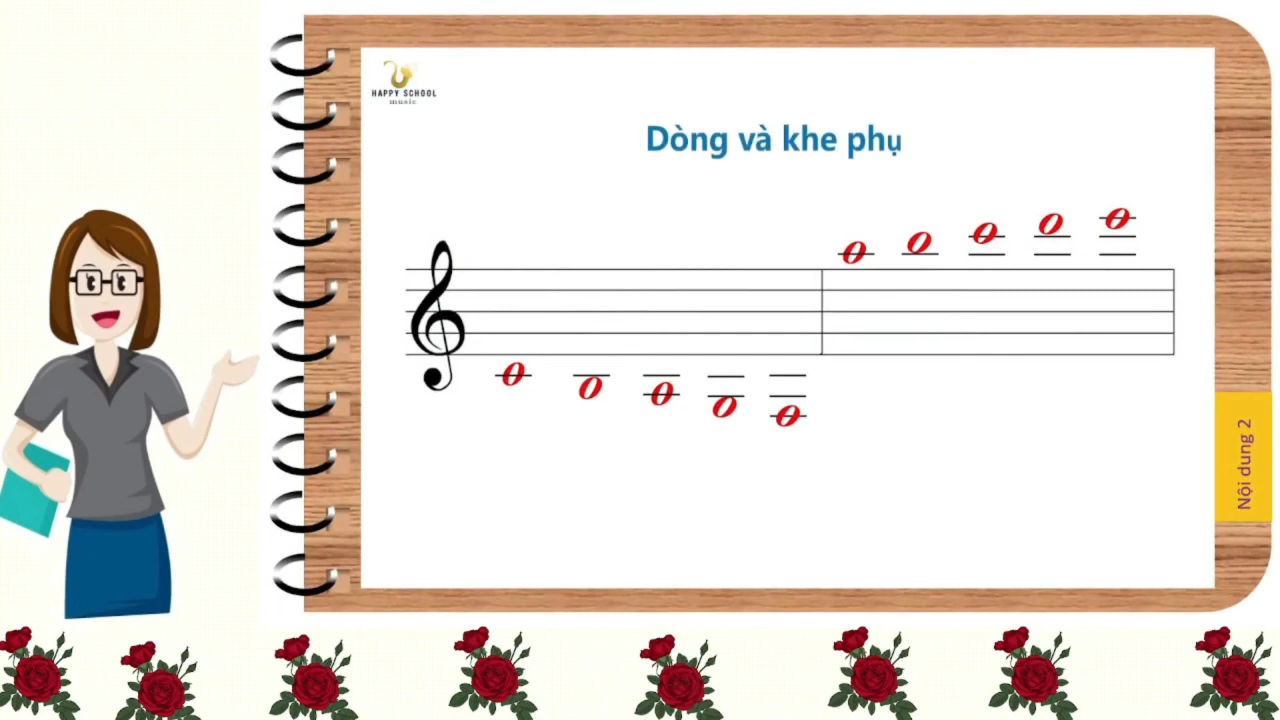 HAPPY SCHOOL
music
Dòng và khe phụ
Nội dung 2